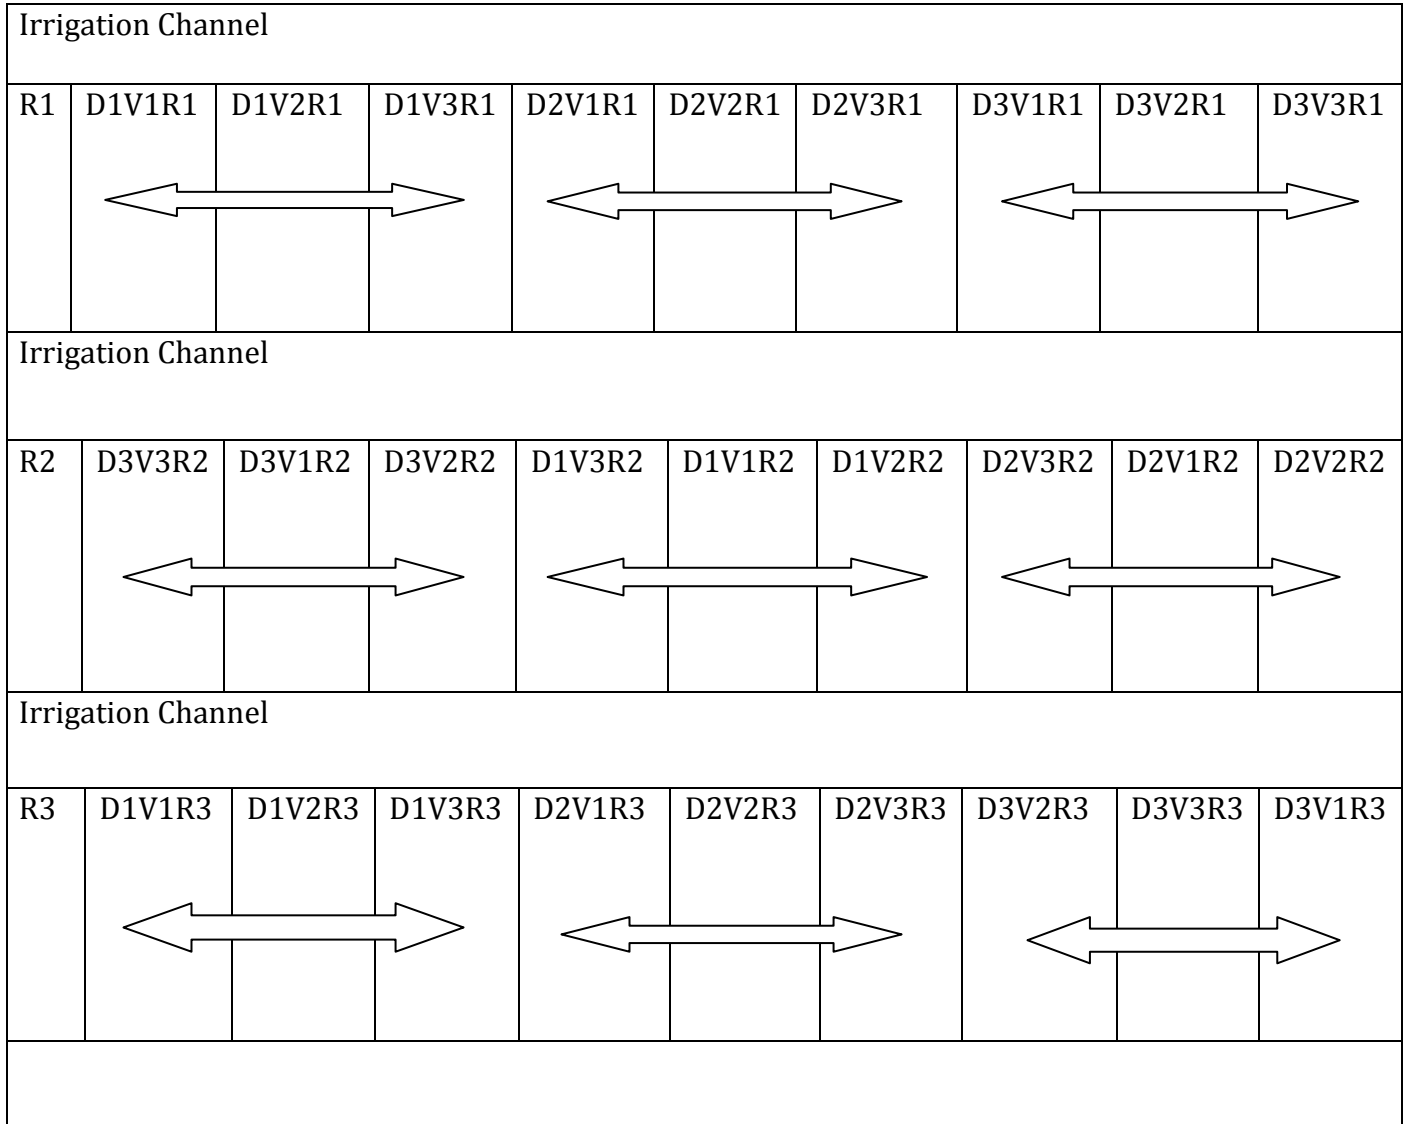 Irrigation Channel
R1 D1V1R1 D1V2R1 D1V3R1 D2V1R1 D2V2R1 D2V3R1 D3V1R1 D3V2R1 D3V3R1
Irrigation Channel
R2 D3V3R2 D3V1R2 D3V2R2 D1V3R2 D1V1R2 D1V2R2 D2V3R2 D2V1R2 D2V2R2
Irrigation Channel
R3 D1V1R3 D1V2R3 D1V3R3 D2V1R3 D2V2R3 D2V3R3 D3V2R3 D3V3R3 D3V1R3